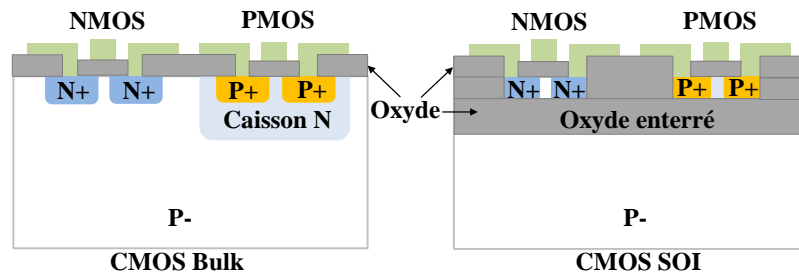 NMOS PMOS
N+ N+ P+ P+
Caisson N
P-
CMOS Bulk
Oxyde
NMOS PMOS
N+ N+ P+ P+
Oxyde enterré
P-
CMOS SOI